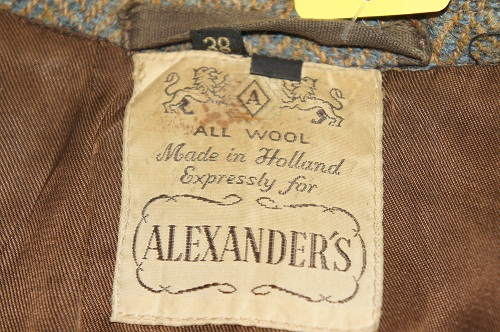 38
A
ALL WOOL
Made in Holland
Expressly for
ALEXANDER'S